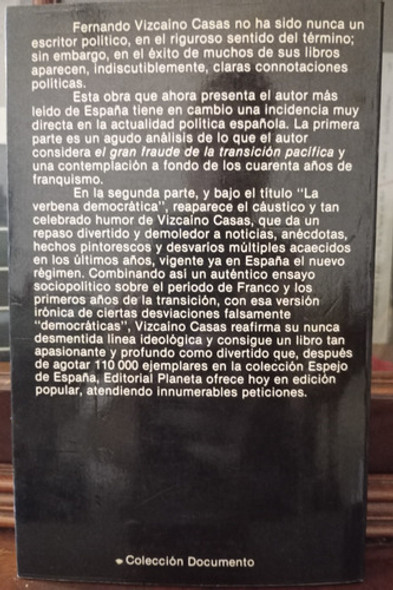 Fernando Vizcaino Casas no ha sido nunca un
escritor político, en el riguroso sentido del término;
sin embargo, en el éxito de muchos de sus libros
aparecen, indiscutiblemente, claras connotaciones
políticas.
Esta obra que ahora presenta el autor más
leído de España tiene en cambio una incidencia muy
directa en la actualidad política española. La primera
parte es un agudo análisis de lo que el autor
considera el gran fraude de la transición pacífica y
una contemplación a fondo de los cuarenta años de
franquismo.
En la segunda parte, y bajo el título "La
verbena democrática", reaparece el cáustico y tan
celebrado humor de Vizcaíno Casas, que da un
repaso divertido y demoledor a noticias, anécdotas,
hechos pintorescos y desvaríos múltiples acaecidos
en los últimos años, vigente ya en España el nuevo
régimen. Combinando así un auténtico ensayo
sociopolítico sobre el periodo de Franco y los
primeros años de la transición, con esa versión
irónica de ciertas desviaciones falsamente
"democráticas", Vizcaíno Casas reafirma su nunca
desmentida línea ideológica y consigue un libro tan
apasionante y profundo como divertido que, después
de agotar 110 000 ejemplares en la colección Espejo
de España, Editorial Planeta ofrece hoy en edición
popular, atendiendo innumerables peticiones.
Colección Documento